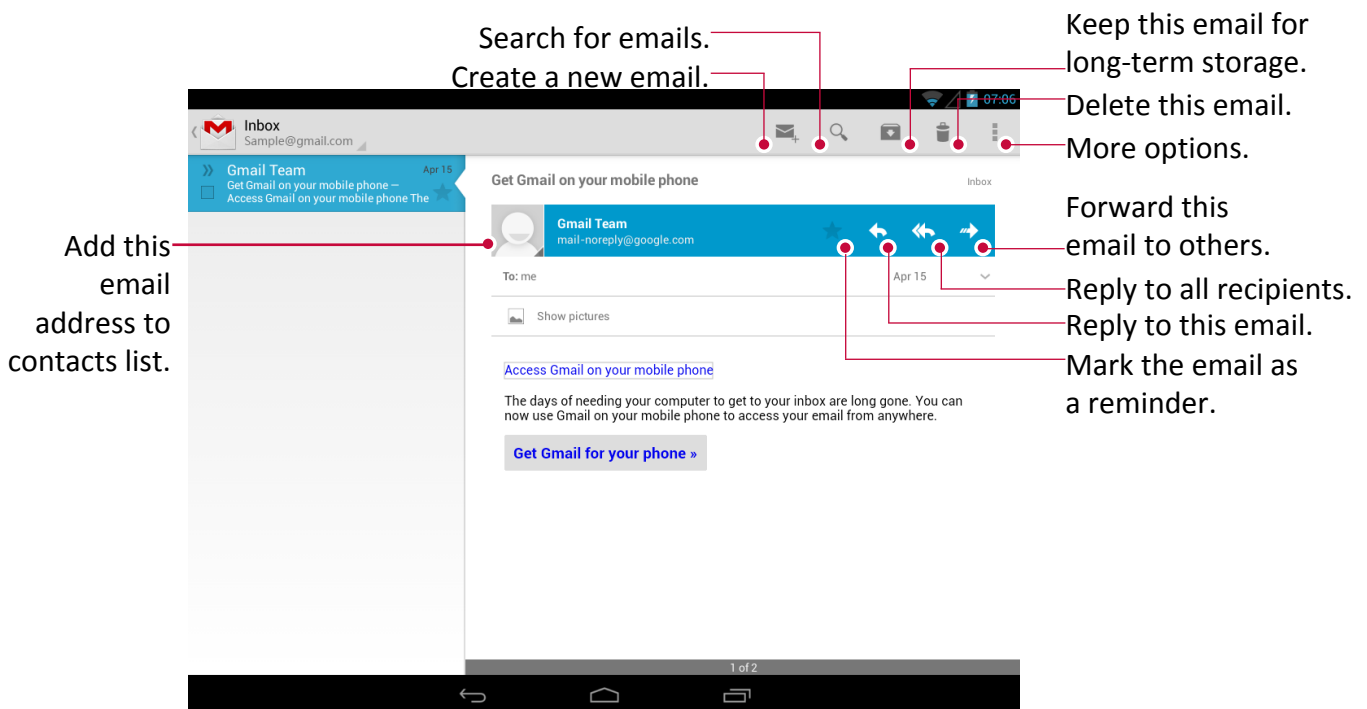 Search for emails.
Create a new email.
Keep this email for
long-term storage.
Delete this email.
More options.
Forward this
email to others.
Reply to all recipients.
Reply to this email.
Mark the email as
a reminder.
Add this
email
address to
contacts list.
07:06
Inbox
Sample@gmail.com
Gmail Team
Apr 15
Get Gmail on your mobile phone –
Access Gmail on your mobile phone The
Get Gmail on your mobile phone
Inbox
Gmail Team
mail-noreply@google.com
To: me
Apr 15
Show pictures
Access Gmail on your mobile phone
The days of needing your computer to get to your inbox are long gone. You can
now use Gmail on your mobile phone to access your email from anywhere.
Get Gmail for your phone »
1 of 2